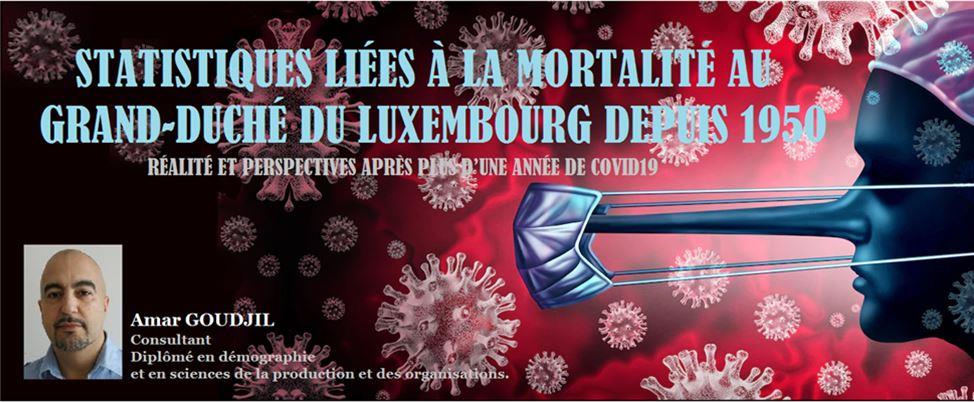 STATISTIQUES LIÉES À LA MORTALITÉ AU
GRAND-DUCHÉ DU LUXEMBOURG DEPUIS 1950
RÉALITÉ ET PERSPECTIVES APRÈS PLUS D'UNE ANNÉE DE COVID19
Amar GOUDJIL
Consultant
Diplômé en démographie
et en sciences de la production et des organisations.